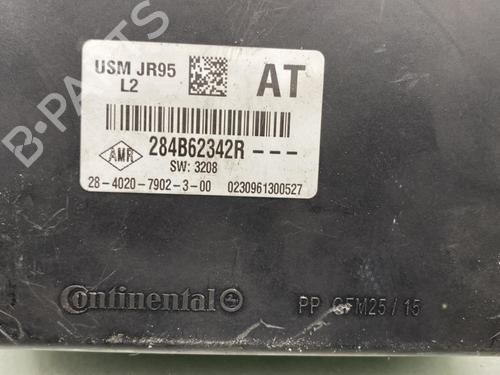 B-PARTS
USM JR95
L2
AT
AMR 284B62342R---
SW: 3208
28-4020-7902-3-00 0230961300527
Continental
PP GFM25/15